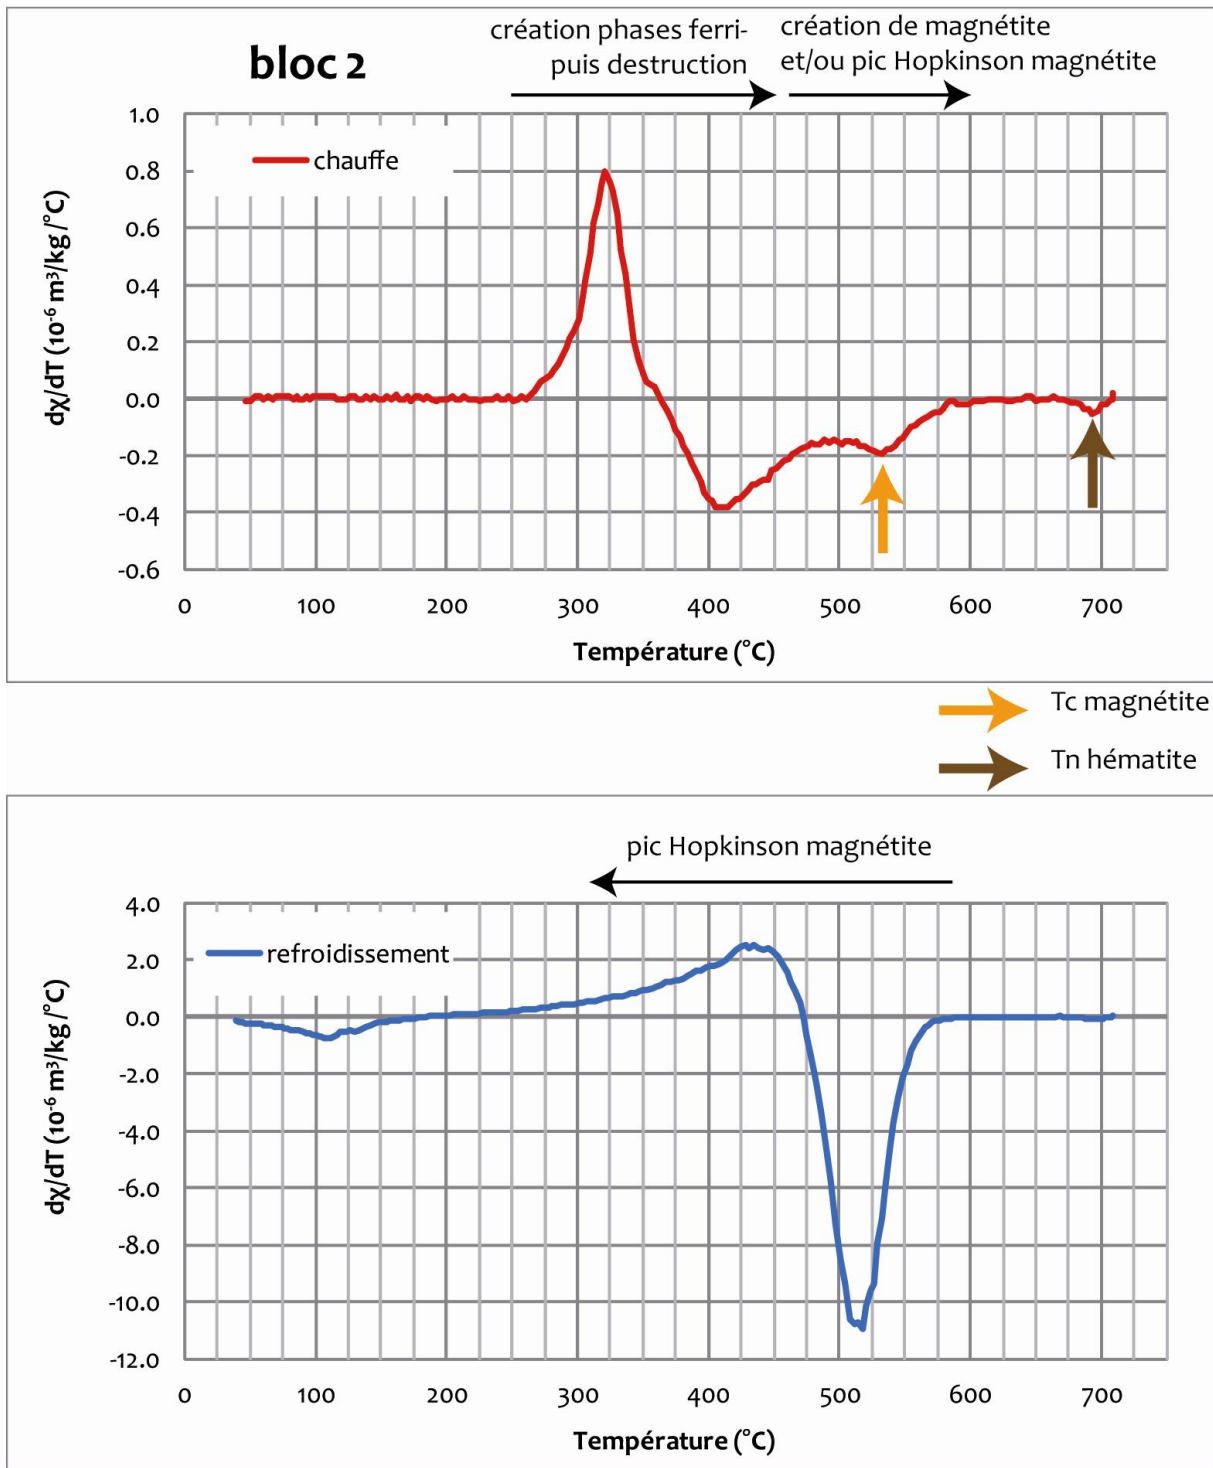 bloc 2
création phases ferri-
puis destruction
création de magnétite
et/ou pic Hopkinson magnétite
chauffe
dχ/dT (10⁻⁶ m³/kg/°C)
1.0
0.8
0.6
0.4
0.2
0.0
-0.2
-0.4
-0.6
0 100 200 300 400 500 600 700
Température (°C)
Tc magnétite
Tn hématite
pic Hopkinson magnétite
refroidissement
dχ/dT (10⁻⁶ m³/kg/°C)
4.0
2.0
0.0
-2.0
-4.0
-6.0
-8.0
-10.0
-12.0
0 100 200 300 400 500 600 700
Température (°C)